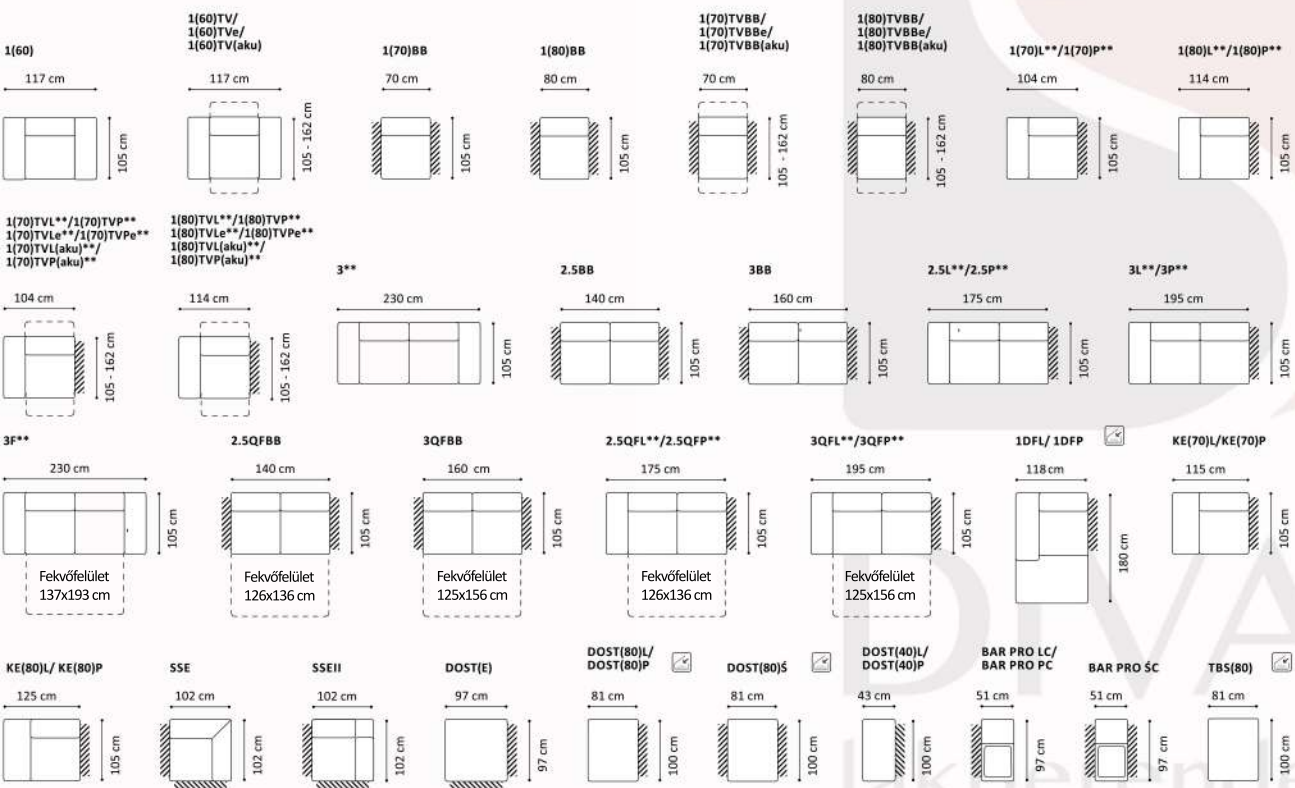 1(60)
117 cm
105 cm
1(60)TV/
1(60)TVe/
1(60)TV(aku)
117 cm
105 - 162 cm
1(70)BB
70 cm
105 cm
1(80)BB
80 cm
105 cm
1(70)TVBB/
1(70)TVBBe/
1(70)TVBB(aku)
70 cm
105 - 162 cm
1(80)TVBB/
1(80)TVBBe/
1(80)TVBB(aku)
80 cm
105 - 162 cm
1(70)L**/1(70)P**
104 cm
105 cm
1(80)L**/1(80)P**
114 cm
105 cm
1(70)TVL**/1(70)TVP**
1(70)TVLe**/1(70)TVPe**
1(70)TVL(aku)**/
1(70)TVP(aku)**
104 cm
105 - 162 cm
1(80)TVL**/1(80)TVP**
1(80)TVLe**/1(80)TVPe**
1(80)TVL(aku)**/
1(80)TVP(aku)**
114 cm
105 - 162 cm
3**
230 cm
105 cm
2.5BB
140 cm
105 cm
3BB
160 cm
105 cm
2.5L**/2.5P**
175 cm
105 cm
3L**/3P**
195 cm
105 cm
3F**
230 cm
105 cm
Fekvőfelület
137x193 cm
2.5QFBB
140 cm
105 cm
Fekvőfelület
126x136 cm
3QFBB
160 cm
105 cm
Fekvőfelület
125x156 cm
2.5QFL**/2.5QFP**
175 cm
105 cm
Fekvőfelület
126x136 cm
3QFL**/3QFP**
195 cm
105 cm
Fekvőfelület
125x156 cm
1DFL/ 1DFP
118 cm
180 cm
KE(70)L/KE(70)P
115 cm
105 cm
KE(80)L/ KE(80)P
125 cm
105 cm
SSE
102 cm
102 cm
SSEII
102 cm
102 cm
DOST(E)
97 cm
97 cm
DOST(80)L/
DOST(80)P
81 cm
100 cm
DOST(80)Ś
81 cm
100 cm
DOST(40)L/
DOST(40)P
43 cm
100 cm
BAR PRO LC/
BAR PRO PC
51 cm
97 cm
BAR PRO ŚC
51 cm
97 cm
TBS(80)
81 cm
100 cm
DIVA